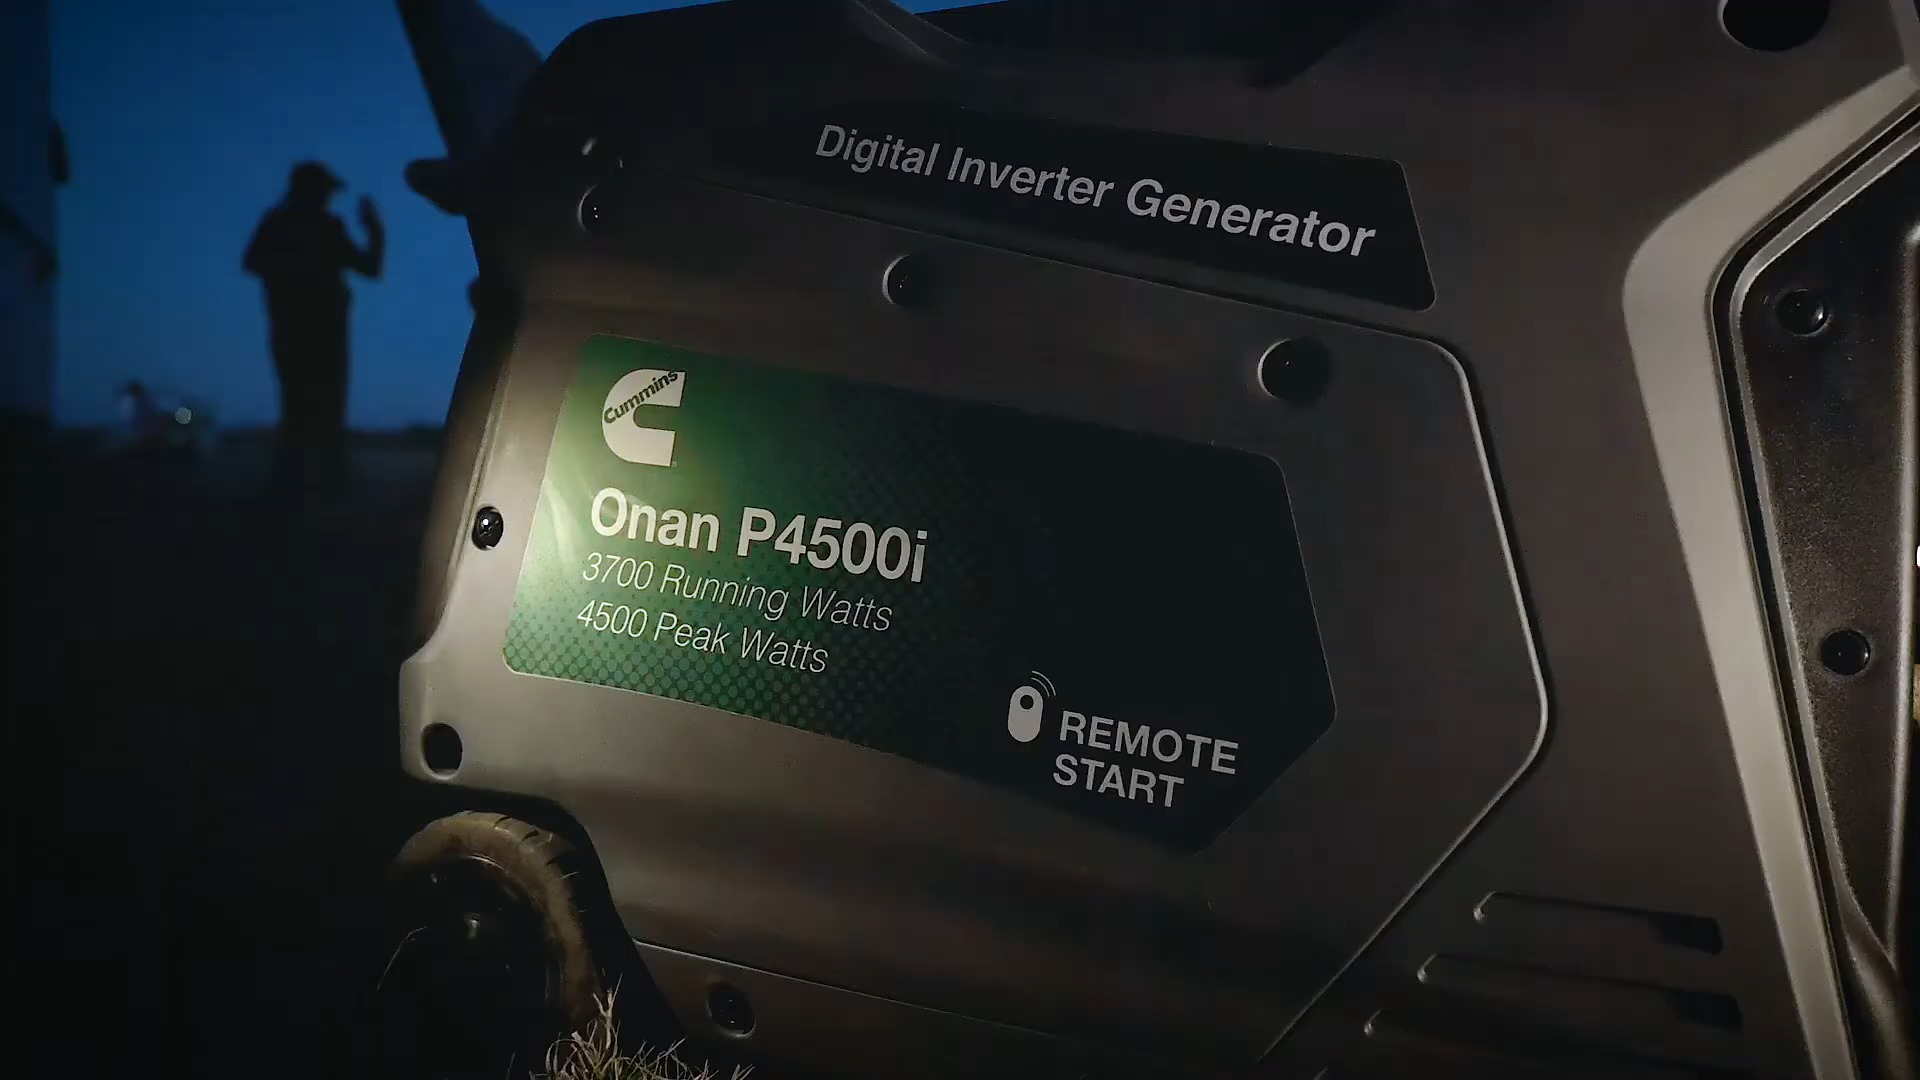 Digital Inverter Generator
Cummins
Onan P4500i
3700 Running Watts
4500 Peak Watts
REMOTE
START